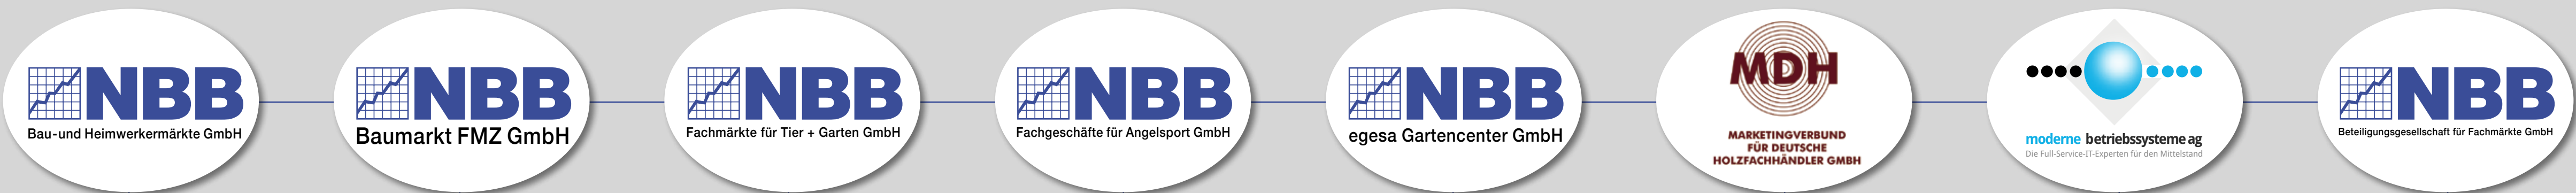 NBB
Bau-und Heimwerkermärkte GmbH
NBB
Baumarkt FMZ GmbH
NBB
Fachmärkte für Tier + Garten GmbH
NBB
Fachgeschäfte für Angelsport GmbH
NBB
egesa Gartencenter GmbH
MDH
MARKETINGVERBUND
FÜR DEUTSCHE
HOLZFACHHÄNDLER GMBH
moderne betriebssysteme ag
Die Full-Service-IT-Experten für den Mittelstand
NBB
Beteiligungsgesellschaft für Fachmärkte GmbH